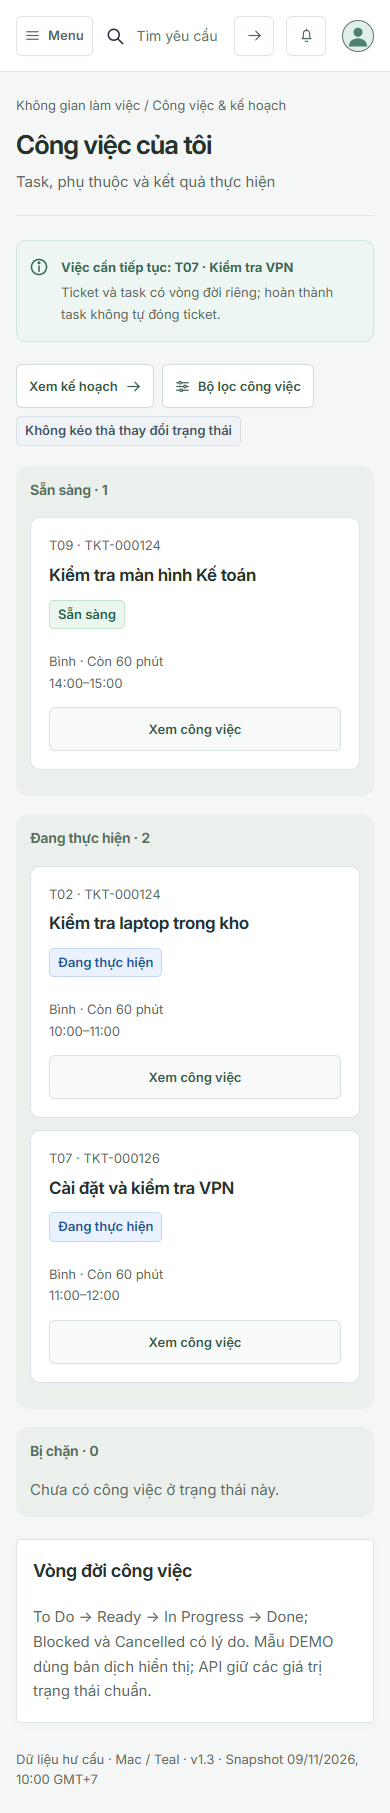 Menu
Tìm yêu cầu
Không gian làm việc / Công việc & kế hoạch
Công việc của tôi
Task, phụ thuộc và kết quả thực hiện
Việc cần tiếp tục: T07 · Kiểm tra VPN
Ticket và task có vòng đời riêng; hoàn thành
task không tự đóng ticket.
Xem kế hoạch →
Bộ lọc công việc
Không kéo thả thay đổi trạng thái
Sẵn sàng · 1
T09 · TKT-000124
Kiểm tra màn hình Kế toán
Sẵn sàng
Bình · Còn 60 phút
14:00–15:00
Xem công việc
Đang thực hiện · 2
T02 · TKT-000124
Kiểm tra laptop trong kho
Đang thực hiện
Bình · Còn 60 phút
10:00–11:00
Xem công việc
T07 · TKT-000126
Cài đặt và kiểm tra VPN
Đang thực hiện
Bình · Còn 60 phút
11:00–12:00
Xem công việc
Bị chặn · 0
Chưa có công việc ở trạng thái này.
Vòng đời công việc
To Do → Ready → In Progress → Done;
Blocked và Cancelled có lý do. Mẫu DEMO
dùng bản dịch hiển thị; API giữ các giá trị
trạng thái chuẩn.
Dữ liệu hư cấu · Mac / Teal · v1.3 · Snapshot 09/11/2026,
10:00 GMT+7